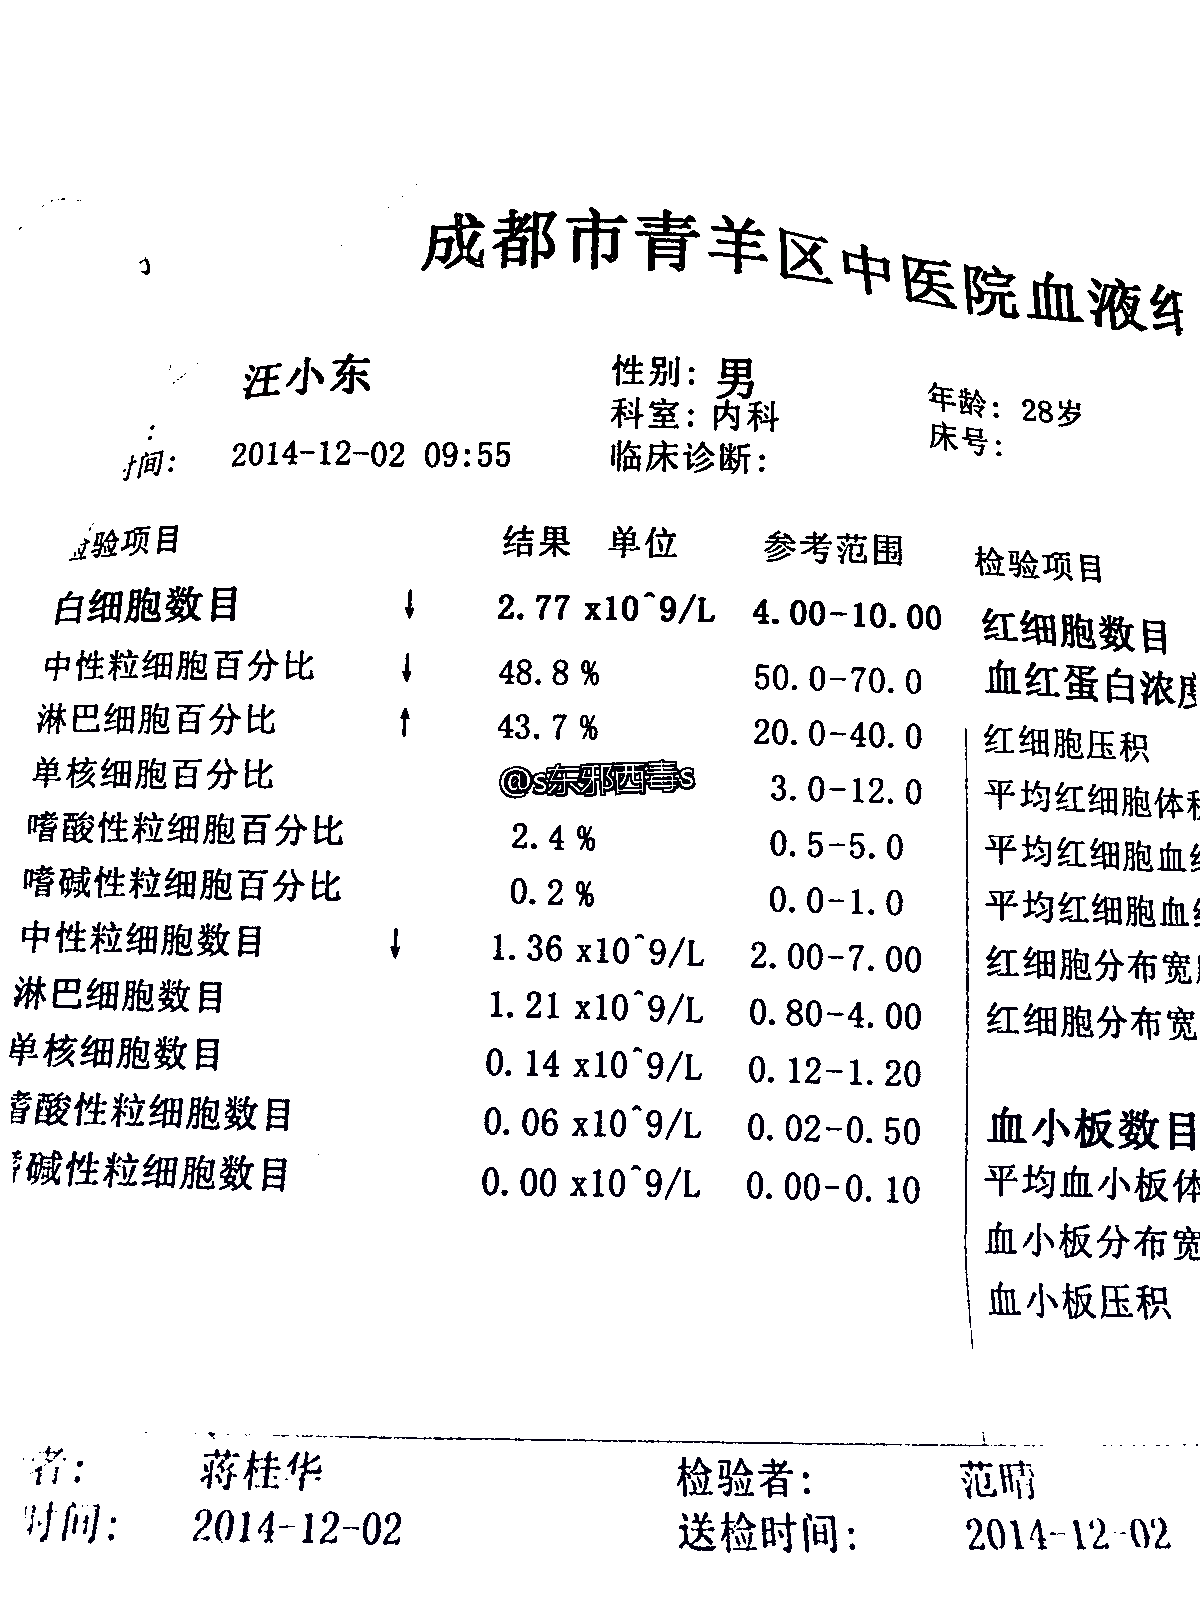 成都市青羊区中医院血液
汪小东 性别: 男 年龄: 28岁
科室: 内科 床号:
间: 2014-12-02 09:55 临床诊断:
验项目 结果 单位 参考范围 检验项目
白细胞数目 ↓ 2.77 x10^9/L 4.00-10.00 红细胞数目
中性粒细胞百分比 ↓ 48.8 % 50.0-70.0 血红蛋白浓度
淋巴细胞百分比 ↑ 43.7 % 20.0-40.0 红细胞压积
单核细胞百分比 @s东邪西毒s 3.0-12.0 平均红细胞体积
嗜酸性粒细胞百分比 2.4 % 0.5-5.0 平均红细胞血
嗜碱性粒细胞百分比 0.2 % 0.0-1.0 平均红细胞血
中性粒细胞数目 ↓ 1.36 x10^9/L 2.00-7.00 红细胞分布宽
淋巴细胞数目 1.21 x10^9/L 0.80-4.00 红细胞分布宽
单核细胞数目 0.14 x10^9/L 0.12-1.20
嗜酸性粒细胞数目 0.06 x10^9/L 0.02-0.50 血小板数目
碱性粒细胞数目 0.00 x10^9/L 0.00-0.10 平均血小板体
血小板分布宽
血小板压积
者: 蒋桂华 检验者: 范晴
时间: 2014-12-02 送检时间: 2014-12-02